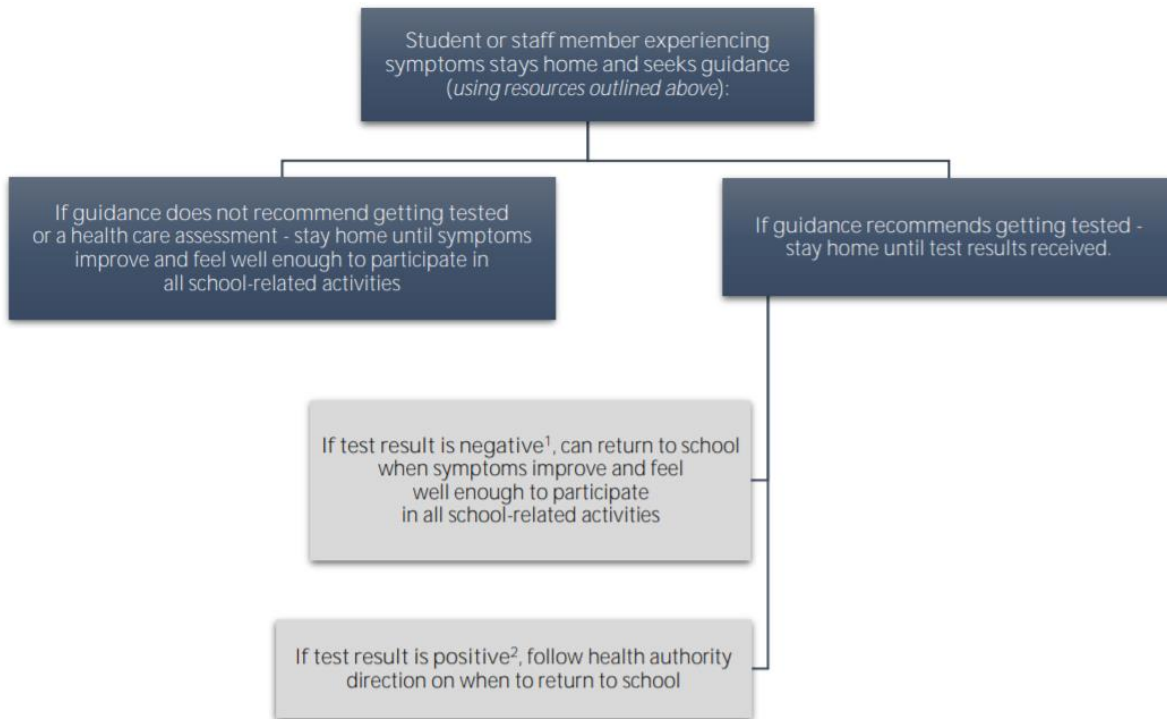 Student or staff member experiencing
symptoms stays home and seeks guidance
(using resources outlined above):
If guidance does not recommend getting tested
or a health care assessment - stay home until symptoms
improve and feel well enough to participate in
all school-related activities
If guidance recommends getting tested -
stay home until test results received.
If test result is negative¹, can return to school
when symptoms improve and feel
well enough to participate
in all school-related activities
If test result is positive², follow health authority
direction on when to return to school